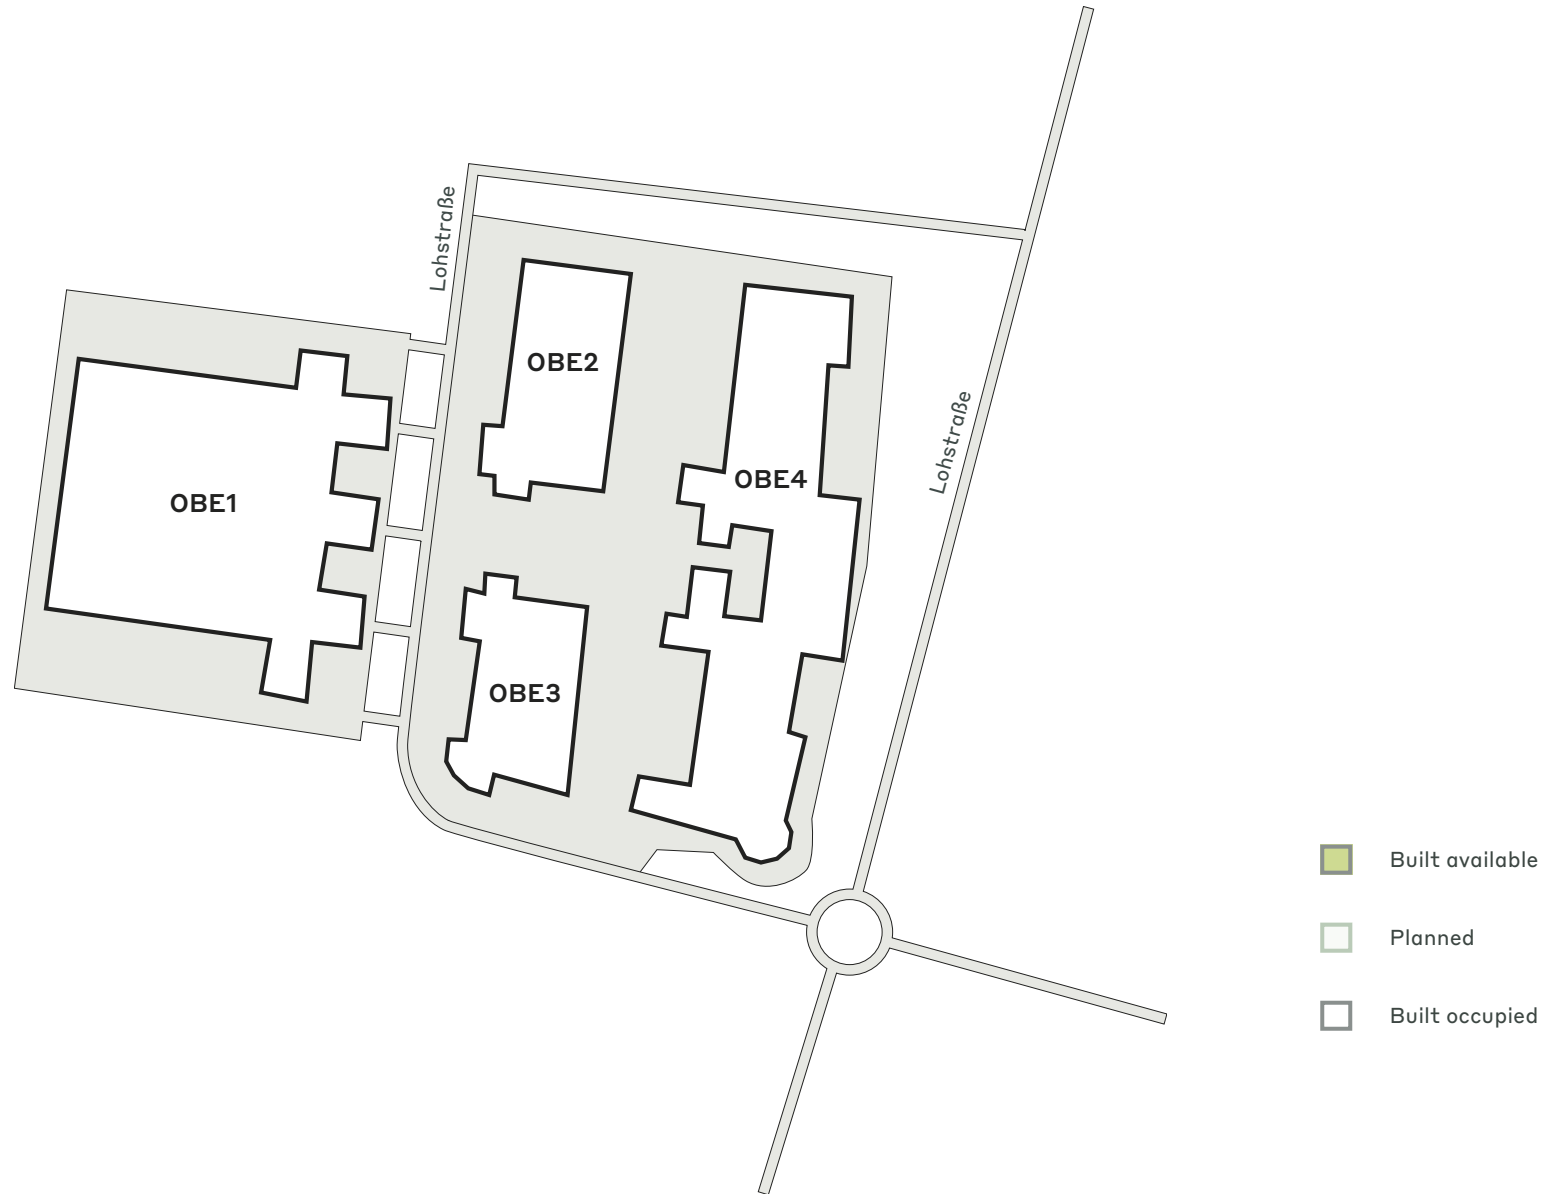 Lohstraße
OBE2
Lohstraße
OBE4
OBE1
OBE3
Built available
Planned
Built occupied